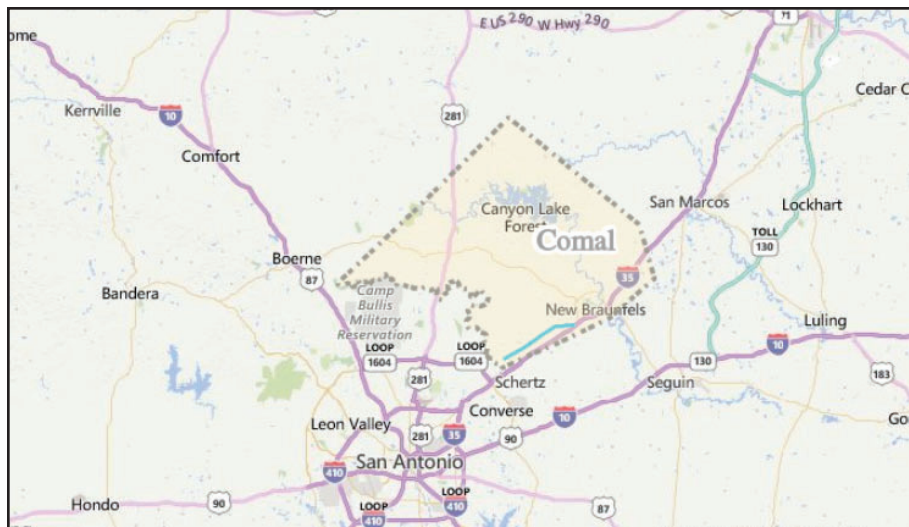 E US 290 W Hwy 290
71
ome
Kerrville
10
281
Cedar C
Comfort
San Marcos
Lockhart
Canyon Lake
Forest
Comal
TOLL
130
Boerne
87
35
Bandera
Camp
Bullis
Military
Reservation
New Braunfels
Luling
LOOP
1604
LOOP
1604
10
130
281
Schertz
Seguin
183
Converse
10
Leon Valley
281
35
90
Go
San Antonio
410
LOOP
410
Hondo
90
LOOP
410
87